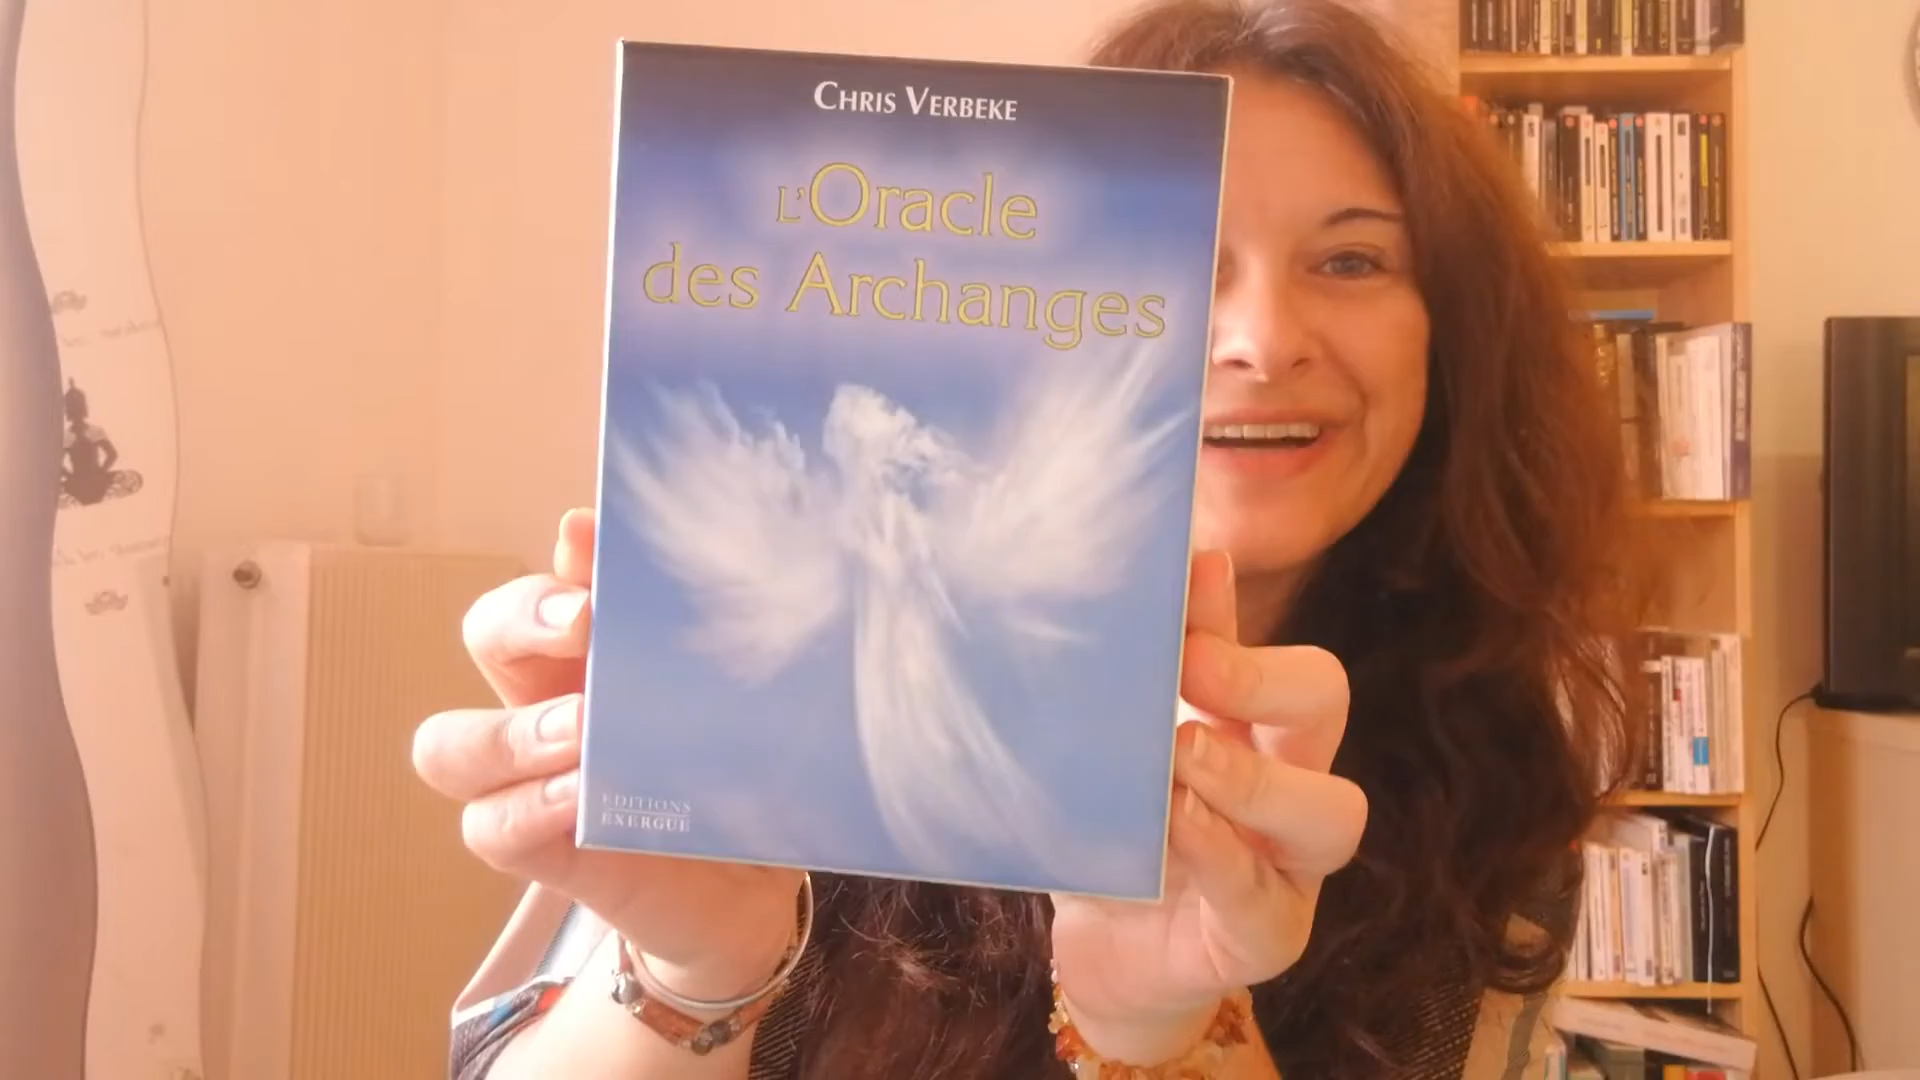 CHRIS VERBEKE
L'Oracle
des Archanges
EDITIONS
EXERGUE